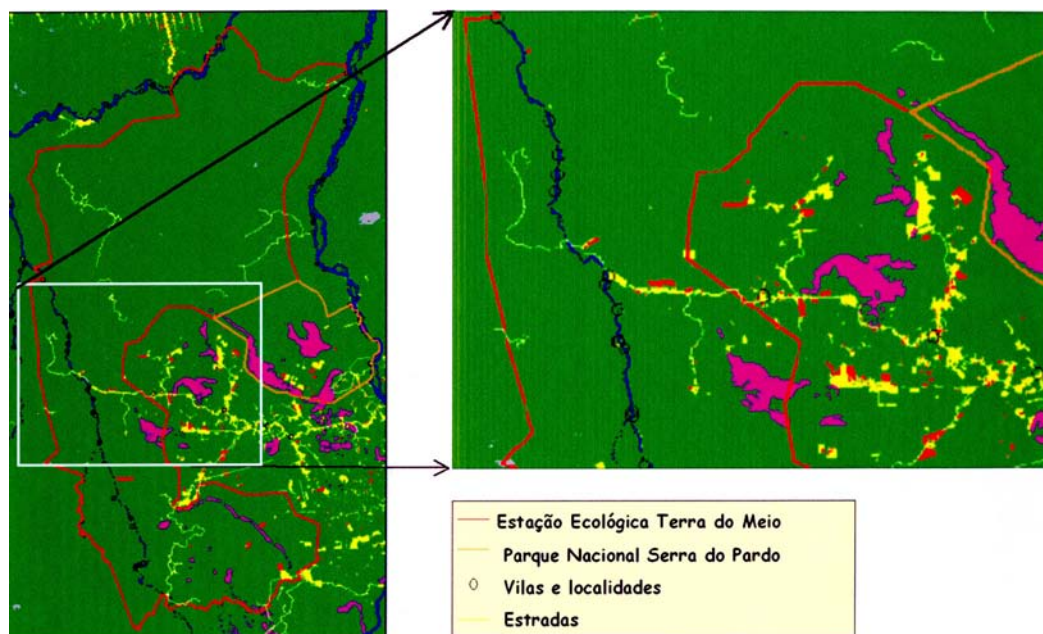 Estação Ecológica Terra do Meio
Parque Nacional Serra do Pardo
Vilas e localidades
Estradas